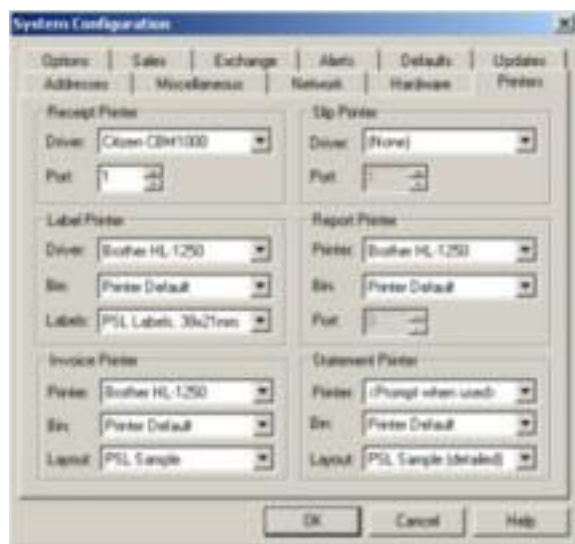 System Configuration
Options Sales Exchange Alerts Defaults Updates
Addresses Miscellaneous Network Hardware Printers
Receipt Printer
Driver: Citizen CBM1000
Port: 1
Slip Printer
Driver: (None)
Port:
Label Printer
Driver: Brother HL-1250
Bin: Printer Default
Labels: PSL Labels 38x21mm
Report Printer
Printer: Brother HL-1250
Bin: Printer Default
Port:
Invoice Printer
Printer: Brother HL-1250
Bin: Printer Default
Layout: PSL Sample
Statement Printer
Printer: <Prompt when used>
Bin: Printer Default
Layout: PSL Sample (detailed)
OK Cancel Help